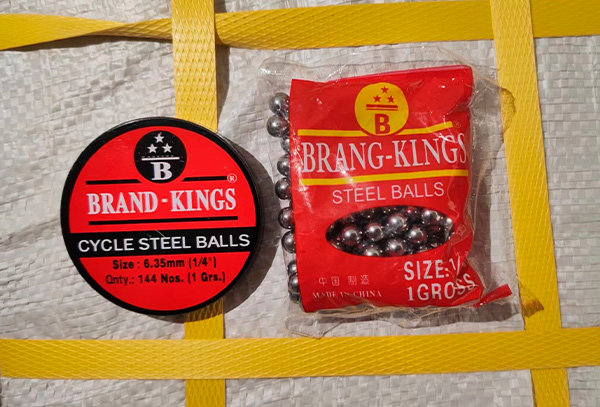 B
BRAND-KINGS®
CYCLE STEEL BALLS
Size : 6.35mm (1/4")
Qnty.: 144 Nos. (1 Grs.)
B
BRANG-KINGS
STEEL BALLS
中国 制造
MADE IN CHINA
SIZE:
1GROSS